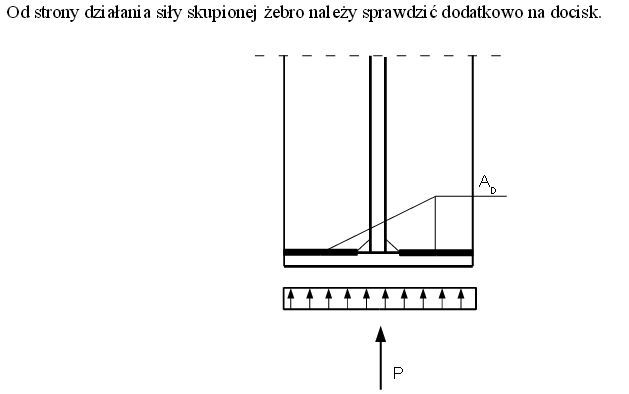 Od strony działania siły skupionej żebro należy sprawdzić dodatkowo na docisk.
A_D
P